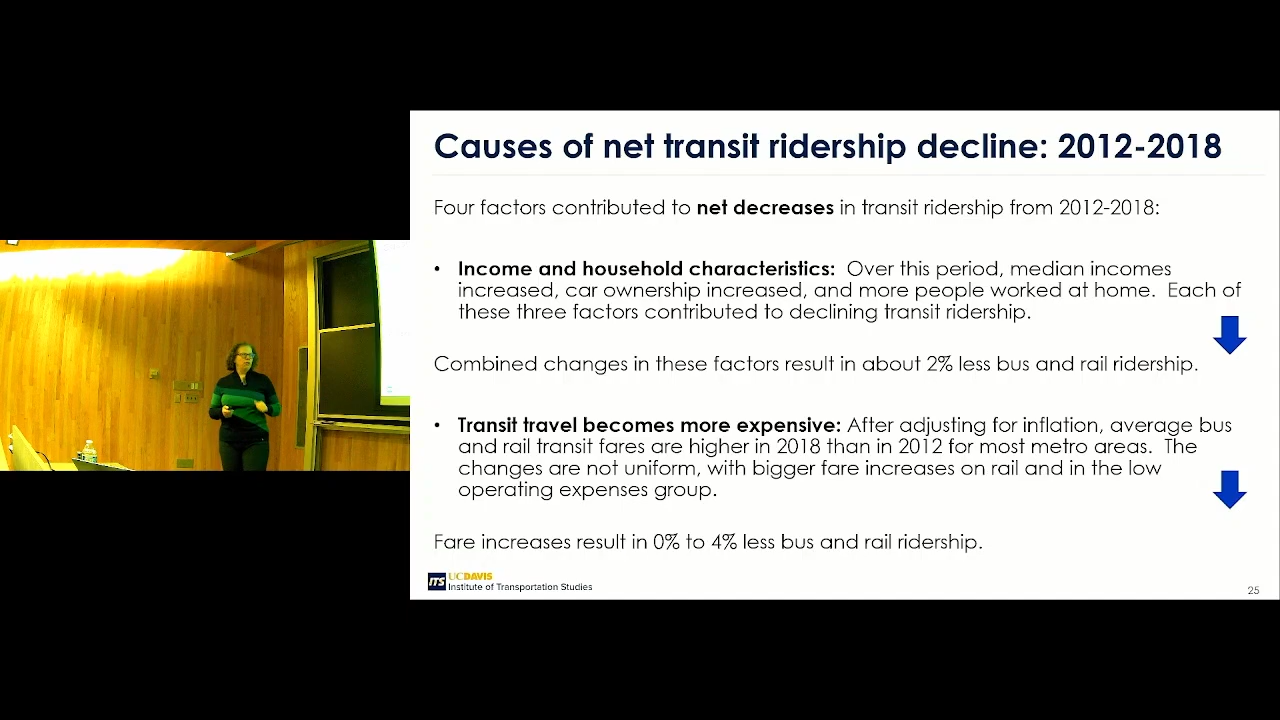 Causes of net transit ridership decline: 2012-2018
Four factors contributed to net decreases in transit ridership from 2012-2018:
• Income and household characteristics: Over this period, median incomes
increased, car ownership increased, and more people worked at home. Each of
these three factors contributed to declining transit ridership.
Combined changes in these factors result in about 2% less bus and rail ridership.
• Transit travel becomes more expensive: After adjusting for inflation, average bus
and rail transit fares are higher in 2018 than in 2012 for most metro areas. The
changes are not uniform, with bigger fare increases on rail and in the low
operating expenses group.
Fare increases result in 0% to 4% less bus and rail ridership.
ITS UCDAVIS
Institute of Transportation Studies
25